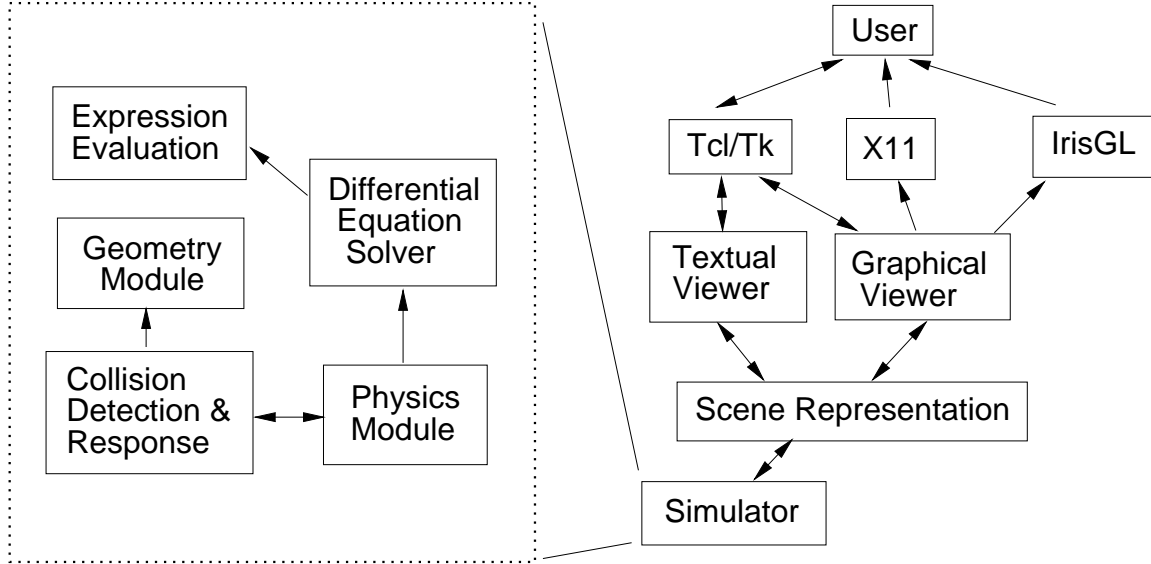 Expression
Evaluation
Differential
Equation
Solver
Geometry
Module
Collision
Detection &
Response
Physics
Module
User
Tcl/Tk
X11
IrisGL
Textual
Viewer
Graphical
Viewer
Scene Representation
Simulator